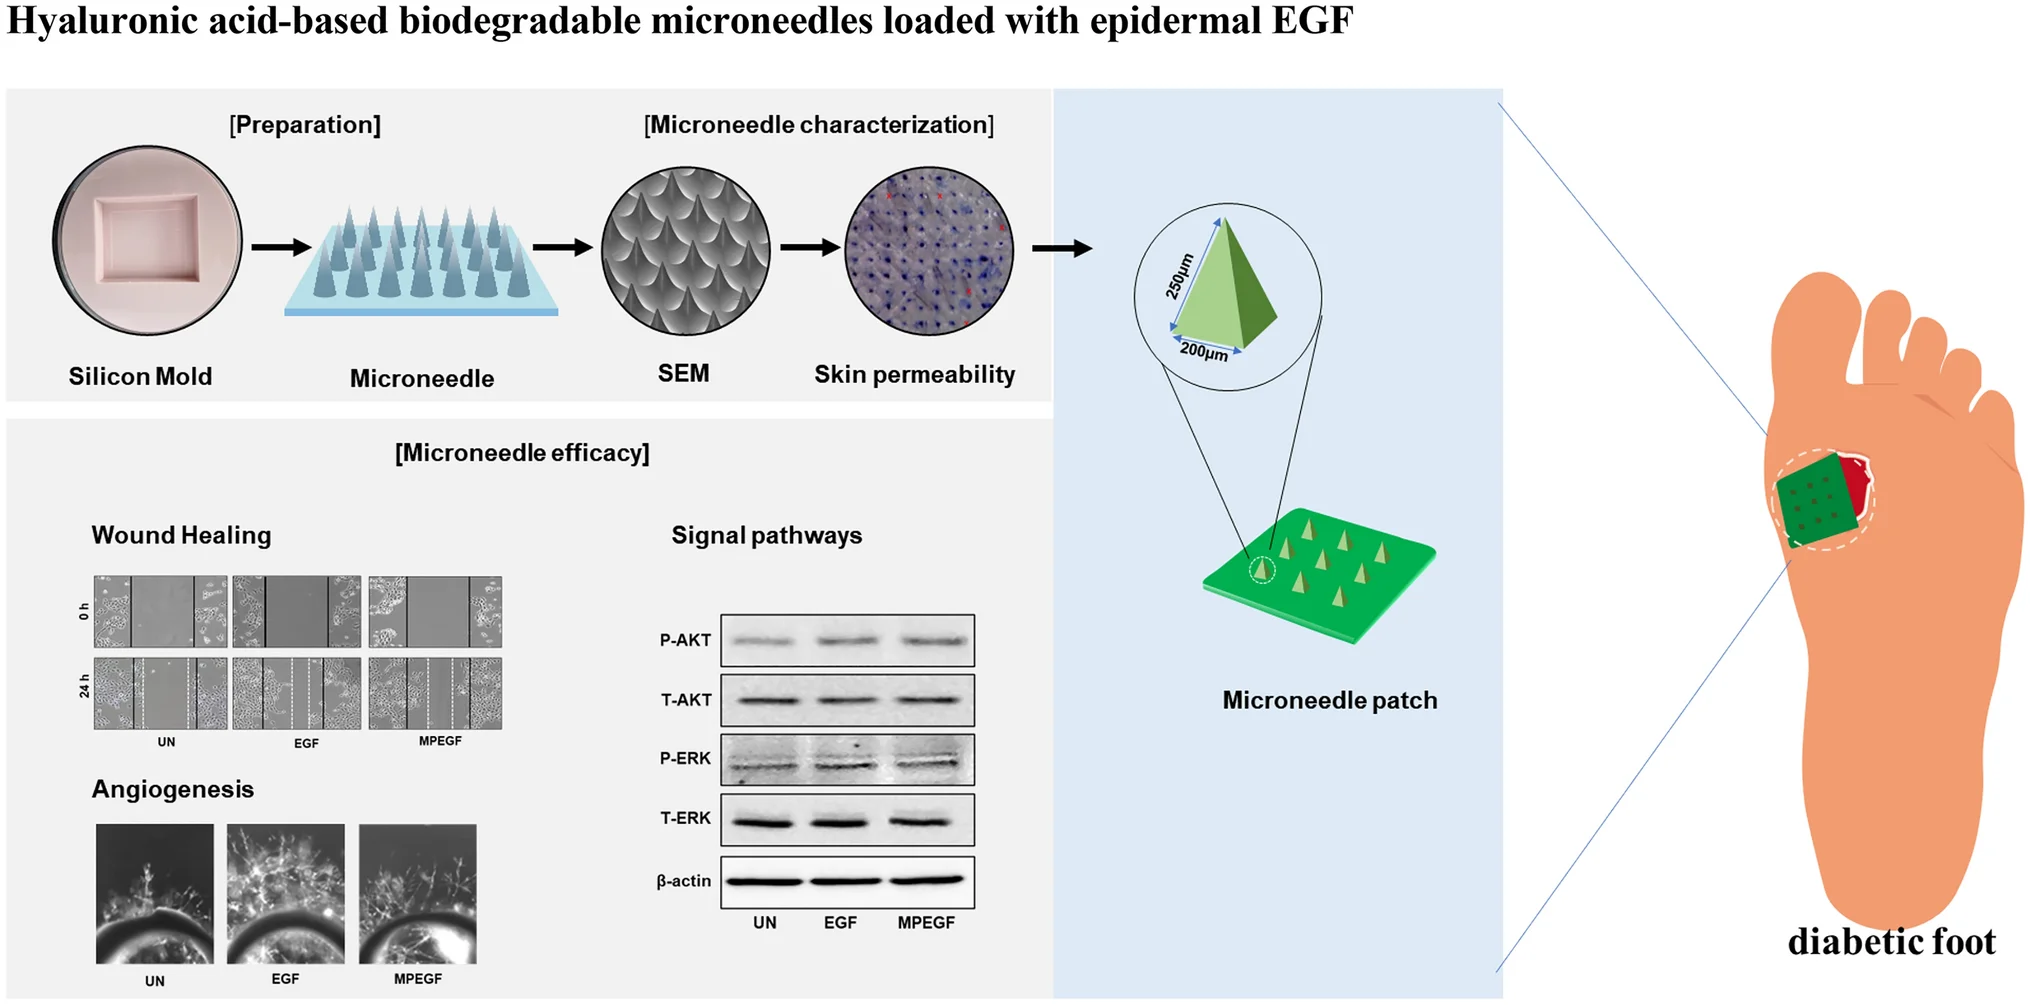 Hyaluronic acid-based biodegradable microneedles loaded with epidermal EGF
[Preparation]
[Microneedle characterization]
Silicon Mold
Microneedle
SEM
Skin permeability
[Microneedle efficacy]
Wound Healing
0 h
24 h
UN
EGF
MPEGF
Angiogenesis
UN
EGF
MPEGF
Signal pathways
P-AKT
T-AKT
P-ERK
T-ERK
β-actin
UN
EGF
MPEGF
250μm
200μm
Microneedle patch
diabetic foot